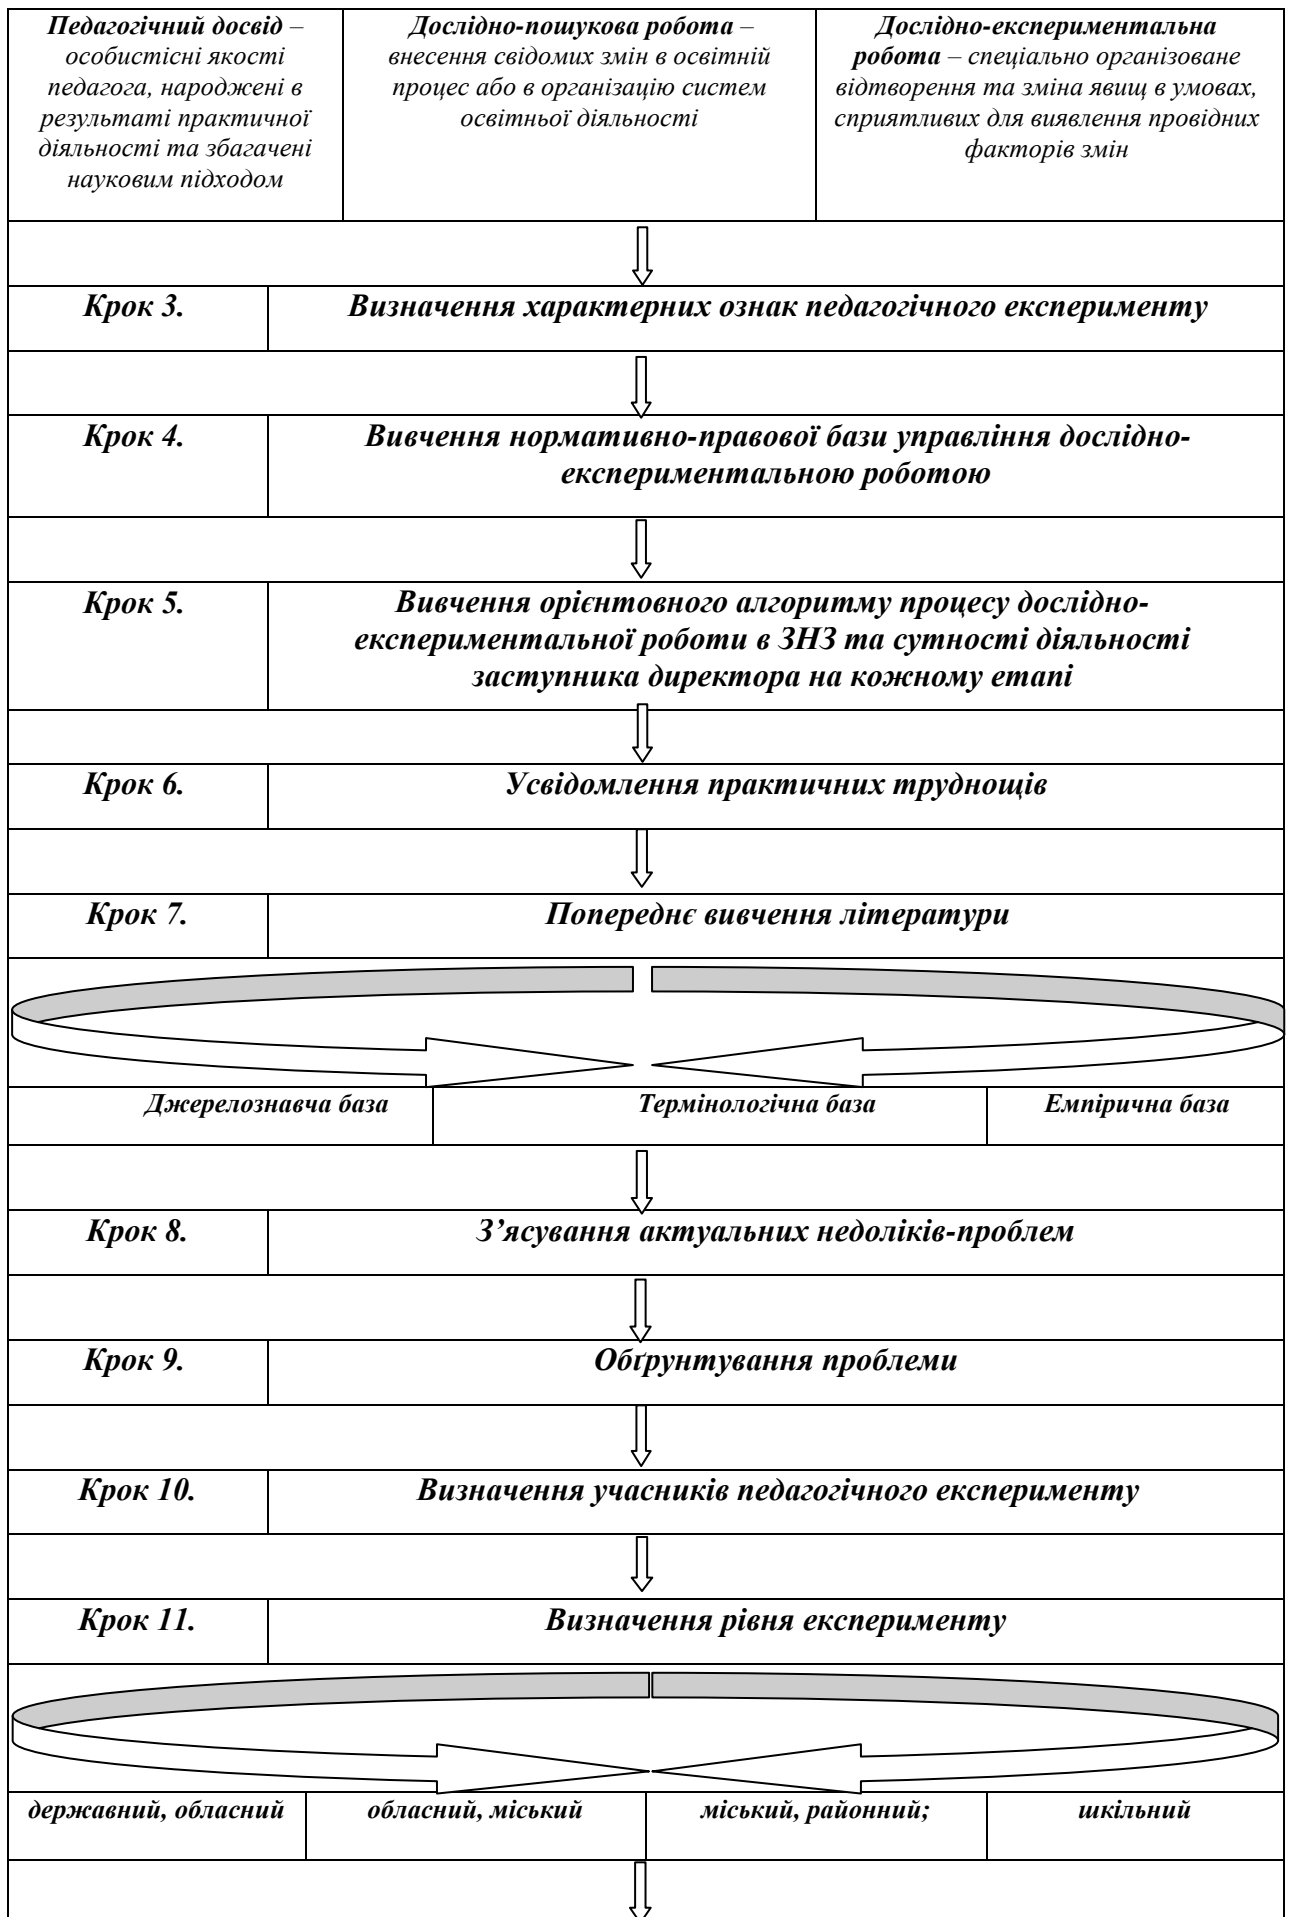 Педагогічний досвід –
особистісні якості
педагога, народжені в
результаті практичної
діяльності та збагачені
науковим підходом
Дослідно-пошукова робота –
внесення свідомих змін в освітній
процес або в організацію систем
освітньої діяльності
Дослідно-експериментальна
робота – спеціально організоване
відтворення та зміна явищ в умовах,
сприятливих для виявлення провідних
факторів змін
Крок 3.
Визначення характерних ознак педагогічного експерименту
Крок 4.
Вивчення нормативно-правової бази управління дослідно-
експериментальною роботою
Крок 5.
Вивчення орієнтовного алгоритму процесу дослідно-
експериментальної роботи в ЗНЗ та сутності діяльності
заступника директора на кожному етапі
Крок 6.
Усвідомлення практичних труднощів
Крок 7.
Попереднє вивчення літератури
Джерелознавча база
Термінологічна база
Емпірична база
Крок 8.
З’ясування актуальних недоліків-проблем
Крок 9.
Обґрунтування проблеми
Крок 10.
Визначення учасників педагогічного експерименту
Крок 11.
Визначення рівня експерименту
державний, обласний
обласний, міський
міський, районний;
шкільний